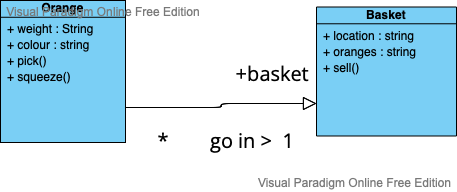 Orange
Visual Paradigm Online Free Edition
+ weight : String
+ colour : string
+ pick()
+ squeeze()
Basket
+ location : string
+ oranges : string
+ sell()
+basket
* go in > 1
Visual Paradigm Online Free Edition